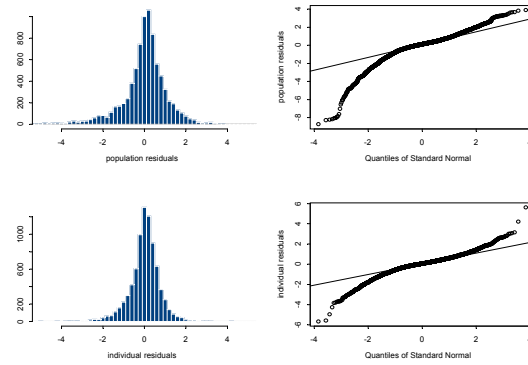 0 200 400 600 800
-4 -2 0 2 4
population residuals
-8 -6 -4 -2 0 2 4
population residuals
-4 -2 0 2 4
Quantiles of Standard Normal
0 200 600 1000
-4 -2 0 2 4
individual residuals
-6 -4 -2 0 2 4 6
individual residuals
-4 -2 0 2 4
Quantiles of Standard Normal